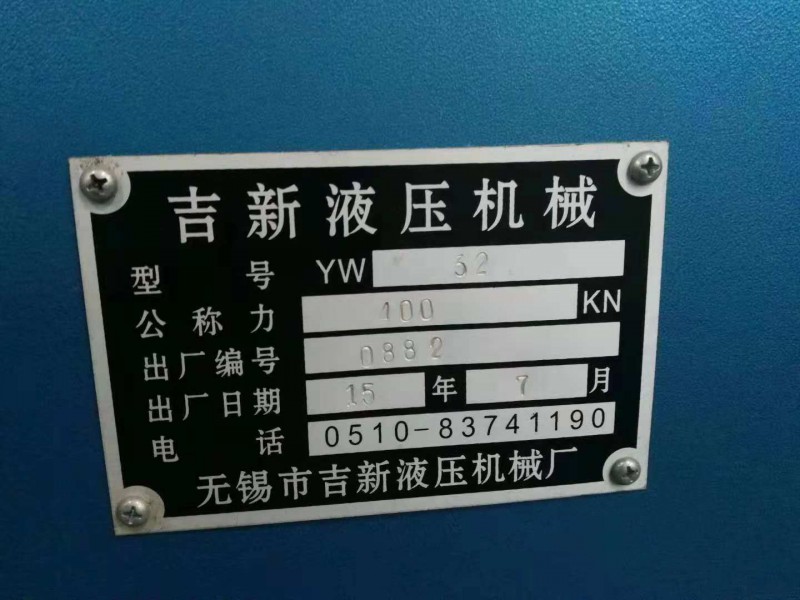 吉新液压机械
型号 YW 32
公称力 400 KN
出厂编号 0882
出厂日期 15 年 7 月
电话 0510-83741190
无锡市吉新液压机械厂